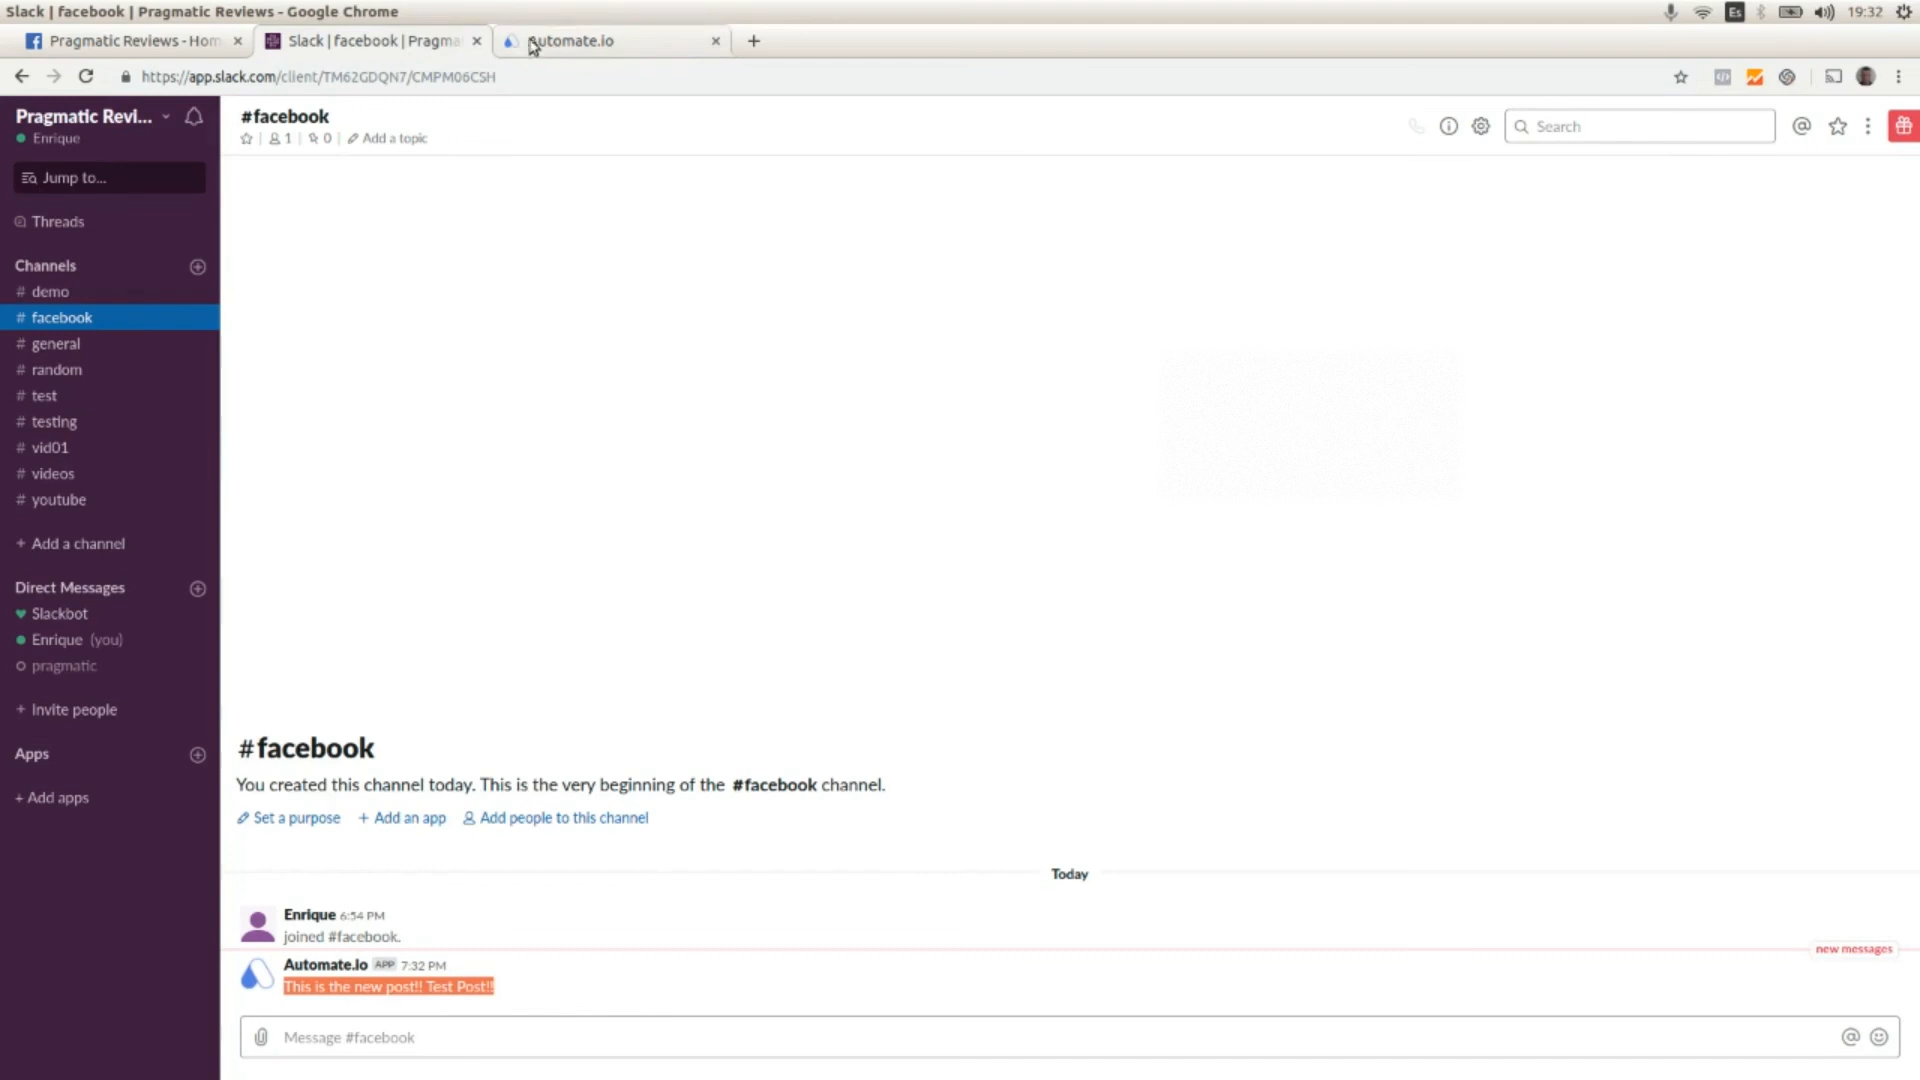 Slack | facebook | Pragmatic Reviews - Google Chrome
Es
19:32
Pragmatic Reviews - Hom
Slack | facebook | Pragma
Automate.io
https://app.slack.com/client/TM62GDQN7/CMPM06CSH
Pragmatic Revi...
Enrique
#facebook
1 | 0 | Add a topic
Search
Jump to...
Threads
Channels
# demo
# facebook
# general
# random
# test
# testing
# vid01
# videos
# youtube
+ Add a channel
Direct Messages
Slackbot
Enrique (you)
pragmatic
+ Invite people
Apps
+ Add apps
#facebook
You created this channel today. This is the very beginning of the #facebook channel.
Set a purpose + Add an app Add people to this channel
Today
Enrique 6:54 PM
joined #facebook.
new messages
Automate.io APP 7:32 PM
This is the new post!! Test Post!!
Message #facebook